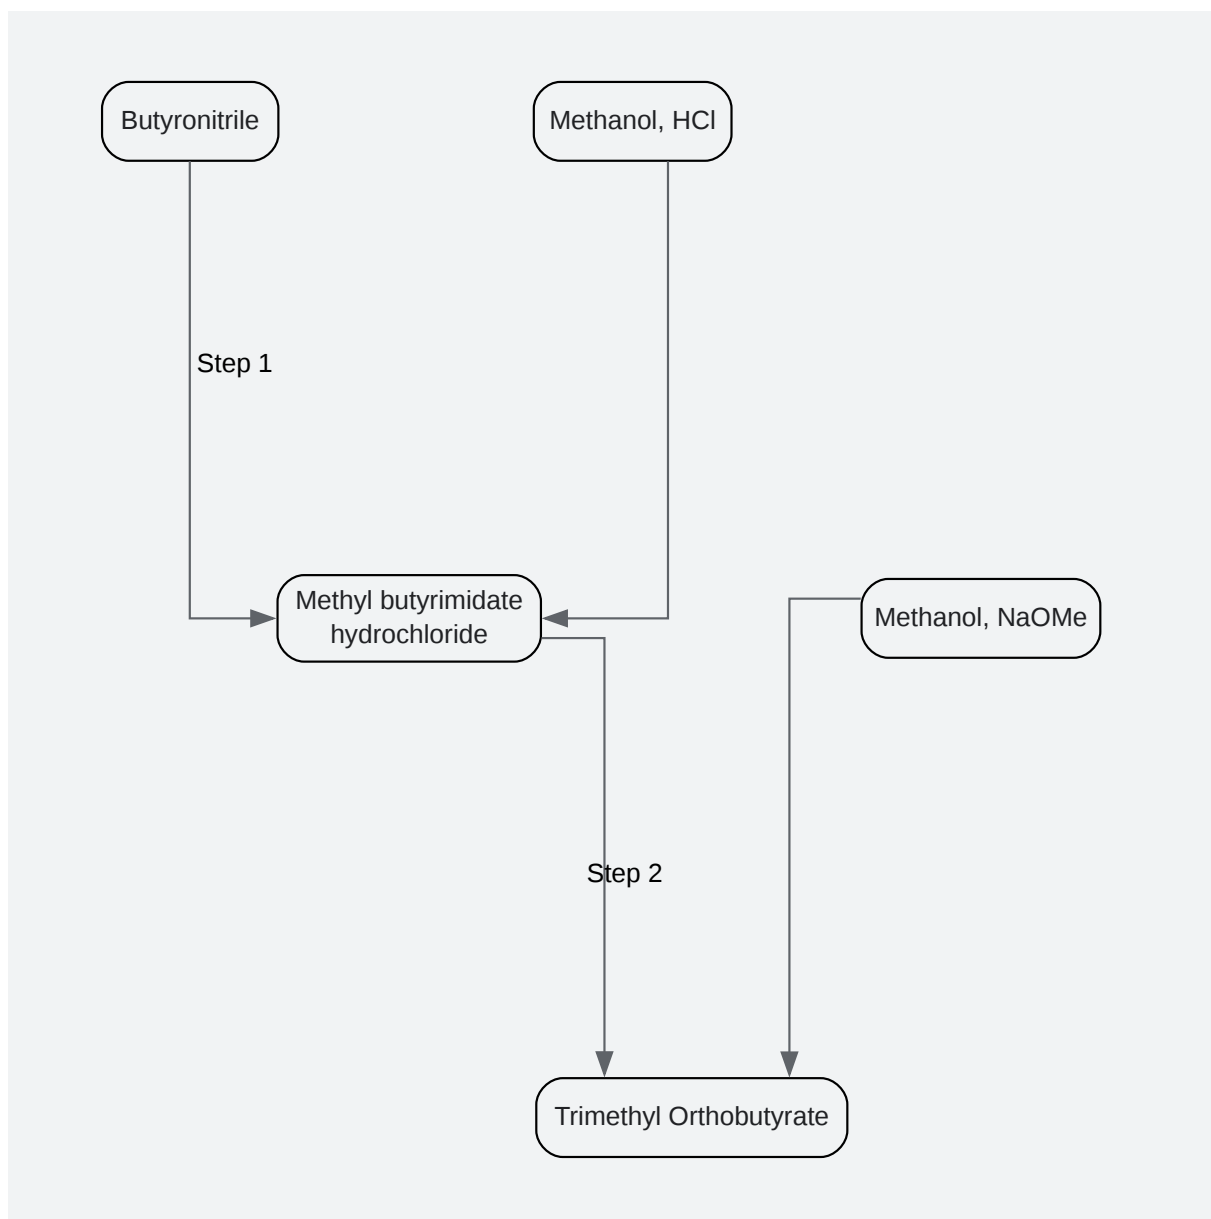 Butyronitrile
Methanol, HCl
Step 1
Methyl butyrimidate
hydrochloride
Methanol, NaOMe
Step 2
Trimethyl Orthobutyrate